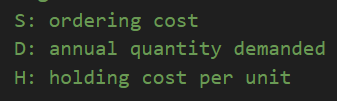 S: ordering cost
D: annual quantity demanded
H: holding cost per unit